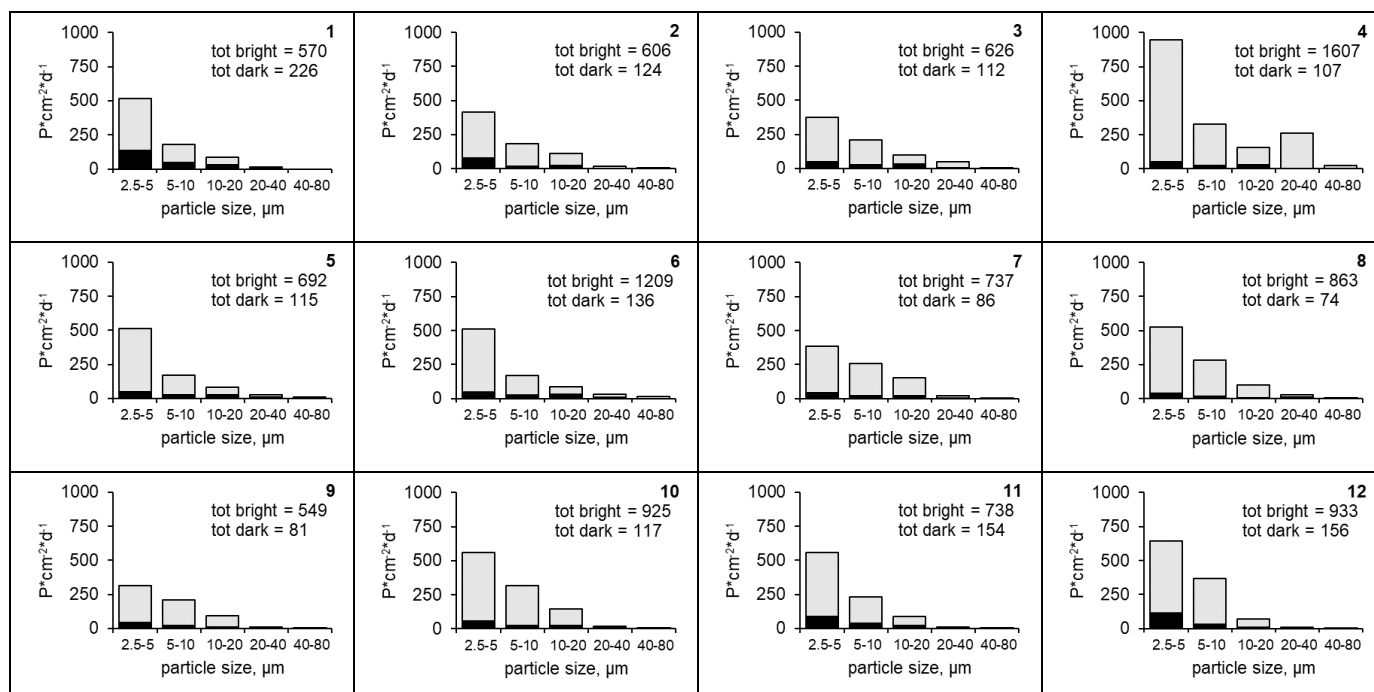 1
tot bright = 570
tot dark = 226
1000
750
500
250
0
P*cm-2*d-1
2.5-5 5-10 10-20 20-40 40-80
particle size, µm
2
tot bright = 606
tot dark = 124
1000
750
500
250
0
P*cm-2*d-1
2.5-5 5-10 10-20 20-40 40-80
particle size, µm
3
tot bright = 626
tot dark = 112
1000
750
500
250
0
P*cm-2*d-1
2.5-5 5-10 10-20 20-40 40-80
particle size, µm
4
tot bright = 1607
tot dark = 107
1000
750
500
250
0
P*cm-2*d-1
2.5-5 5-10 10-20 20-40 40-80
particle size, µm
5
tot bright = 692
tot dark = 115
1000
750
500
250
0
P*cm-2*d-1
2.5-5 5-10 10-20 20-40 40-80
particle size, µm
6
tot bright = 1209
tot dark = 136
1000
750
500
250
0
P*cm-2*d-1
2.5-5 5-10 10-20 20-40 40-80
particle size, µm
7
tot bright = 737
tot dark = 86
1000
750
500
250
0
P*cm-2*d-1
2.5-5 5-10 10-20 20-40 40-80
particle size, µm
8
tot bright = 863
tot dark = 74
1000
750
500
250
0
P*cm-2*d-1
2.5-5 5-10 10-20 20-40 40-80
particle size, µm
9
tot bright = 549
tot dark = 81
1000
750
500
250
0
P*cm-2*d-1
2.5-5 5-10 10-20 20-40 40-80
particle size, µm
10
tot bright = 925
tot dark = 117
1000
750
500
250
0
P*cm-2*d-1
2.5-5 5-10 10-20 20-40 40-80
particle size, µm
11
tot bright = 738
tot dark = 154
1000
750
500
250
0
P*cm-2*d-1
2.5-5 5-10 10-20 20-40 40-80
particle size, µm
12
tot bright = 933
tot dark = 156
1000
750
500
250
0
P*cm-2*d-1
2.5-5 5-10 10-20 20-40 40-80
particle size, µm